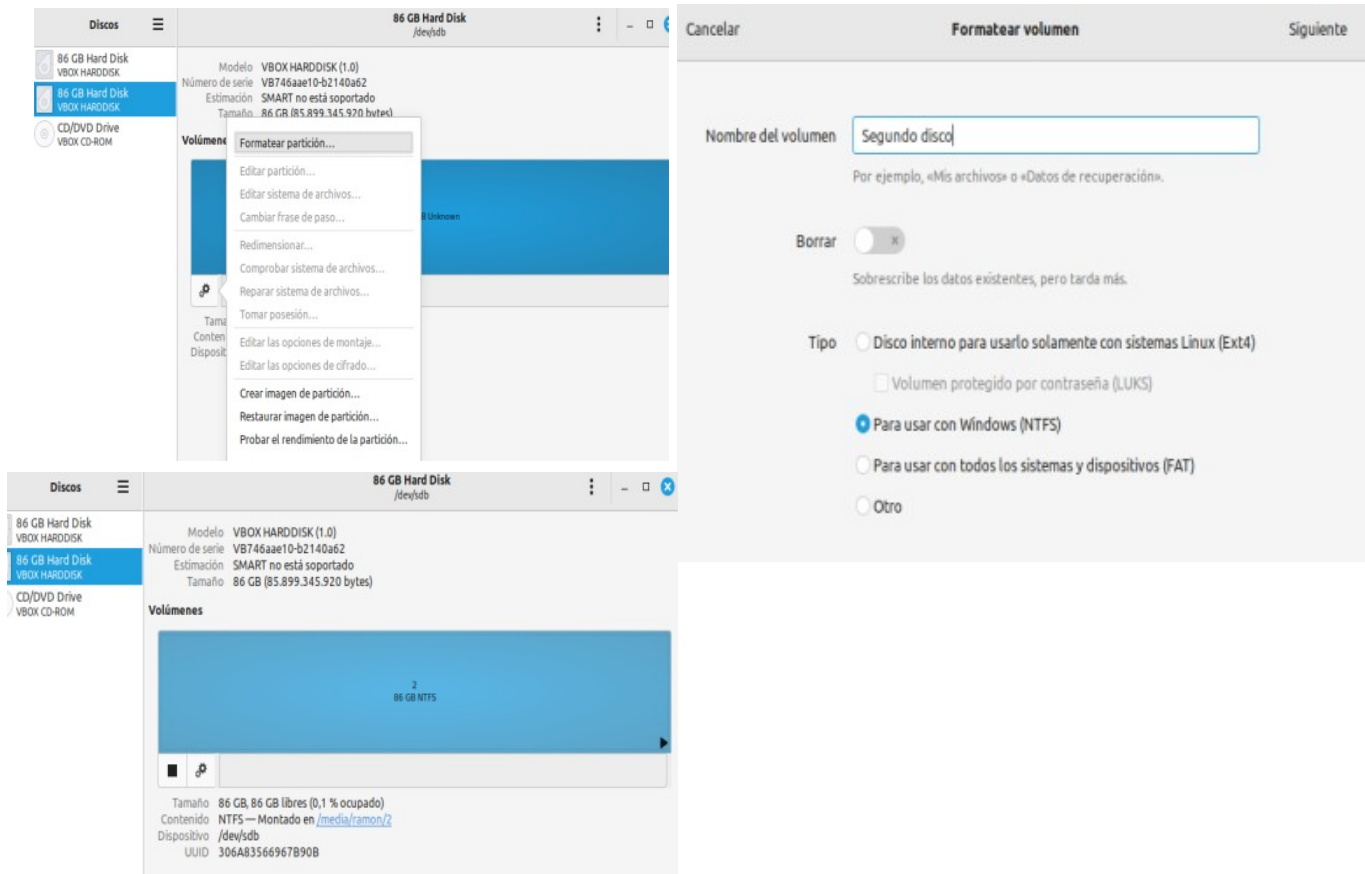 Discos
86 GB Hard Disk
/dev/sdb
86 GB Hard Disk
VBOX HARDDISK
86 GB Hard Disk
VBOX HARDDISK
CD/DVD Drive
VBOX CD-ROM
Modelo VBOX HARDDISK (1.0)
Número de serie VB746aae10-b2140a62
Estimación SMART no está soportado
Tamaño 86 GB (85.899.345.920 bytes)
Volúmene
Formatear partición...
Editar partición...
Editar sistema de archivos...
Cambiar frase de paso...
B Unknown
Redimensionar...
Comprobar sistema de archivos...
Reparar sistema de archivos...
Tomar posesión...
Tama
Conten
Disposit
Editar las opciones de montaje...
Editar las opciones de cifrado...
Crear imagen de partición...
Restaurar imagen de partición...
Probar el rendimiento de la partición...
Cancelar Formatear volumen Siguiente
Nombre del volumen Segundo disco
Por ejemplo, «Mis archivos» o «Datos de recuperación».
Borrar
Sobrescribe los datos existentes, pero tarda más.
Tipo Disco interno para usarlo solamente con sistemas Linux (Ext4)
Volumen protegido por contraseña (LUKS)
Para usar con Windows (NTFS)
Para usar con todos los sistemas y dispositivos (FAT)
Otro
Discos
86 GB Hard Disk
/dev/sdb
86 GB Hard Disk
VBOX HARDDISK
86 GB Hard Disk
VBOX HARDDISK
CD/DVD Drive
VBOX CD-ROM
Modelo VBOX HARDDISK (1.0)
Número de serie VB746aae10-b2140a62
Estimación SMART no está soportado
Tamaño 86 GB (85.899.345.920 bytes)
Volúmenes
2
86 GB NTFS
Tamaño 86 GB, 86 GB libres (0,1 % ocupado)
Contenido NTFS — Montado en /media/ramon/2
Dispositivo /dev/sdb
UUID 306A83566967B90B